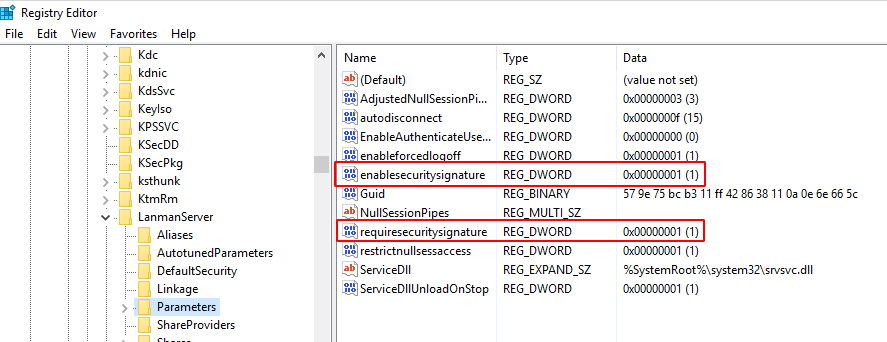 Registry Editor
File Edit View Favorites Help
Kdc
kdnic
KdsSvc
KeyIso
KPSSVC
KSecDD
KSecPkg
ksthunk
KtmRm
LanmanServer
Aliases
AutotunedParameters
DefaultSecurity
Linkage
Parameters
ShareProviders
Shares
Name Type Data
ab (Default) REG_SZ (value not set)
AdjustedNullSessionPi... REG_DWORD 0x00000003 (3)
autodisconnect REG_DWORD 0x0000000f (15)
EnableAuthenticateUse... REG_DWORD 0x00000000 (0)
enableforcedlogoff REG_DWORD 0x00000001 (1)
enablesecuritysignature REG_DWORD 0x00000001 (1)
Guid REG_BINARY 57 9e 75 bc b3 11 ff 42 86 38 11 0a 0e 6e 66 5c
ab NullSessionPipes REG_MULTI_SZ
requiresecuritysignature REG_DWORD 0x00000001 (1)
restrictnullsessaccess REG_DWORD 0x00000001 (1)
ab ServiceDll REG_EXPAND_SZ %SystemRoot%\system32\srvsvc.dll
ServiceDllUnloadOnStop REG_DWORD 0x00000001 (1)